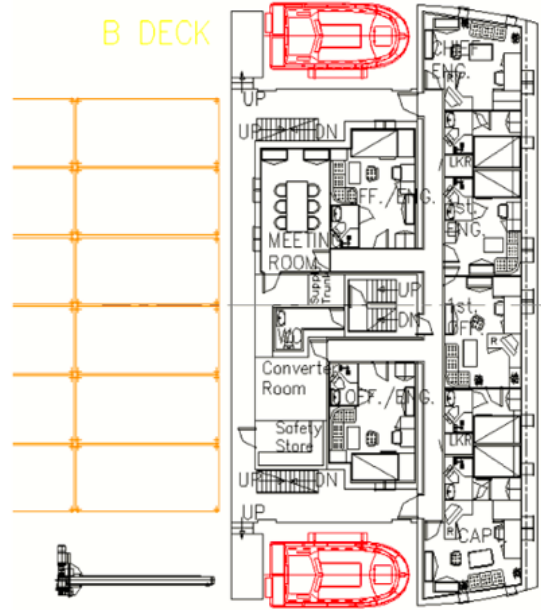 B DECK
CHIEF
ENG.
UP
UP
DN
LKR
OFF./ENG.
1st.
ENG.
MEETING
ROOM
Supply
Trunk
UP
1st.
OFF.
DN
WC
R
Converter
Room
OFF./ENG.
Safety
Store
LKR
UP
DN
UP
R
CAPT.